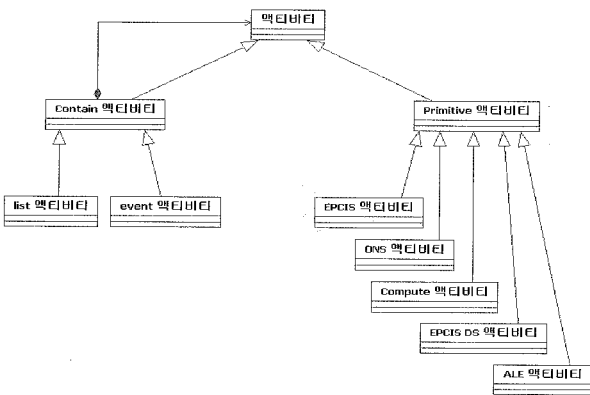 액티비티
Contain 액티비티
Primitive 액티비티
list 액티비티
event 액티비티
EPCIS 액티비티
ONS 액티비티
Compute 액티비티
EPCIS DS 액티비티
ALE 액티비티